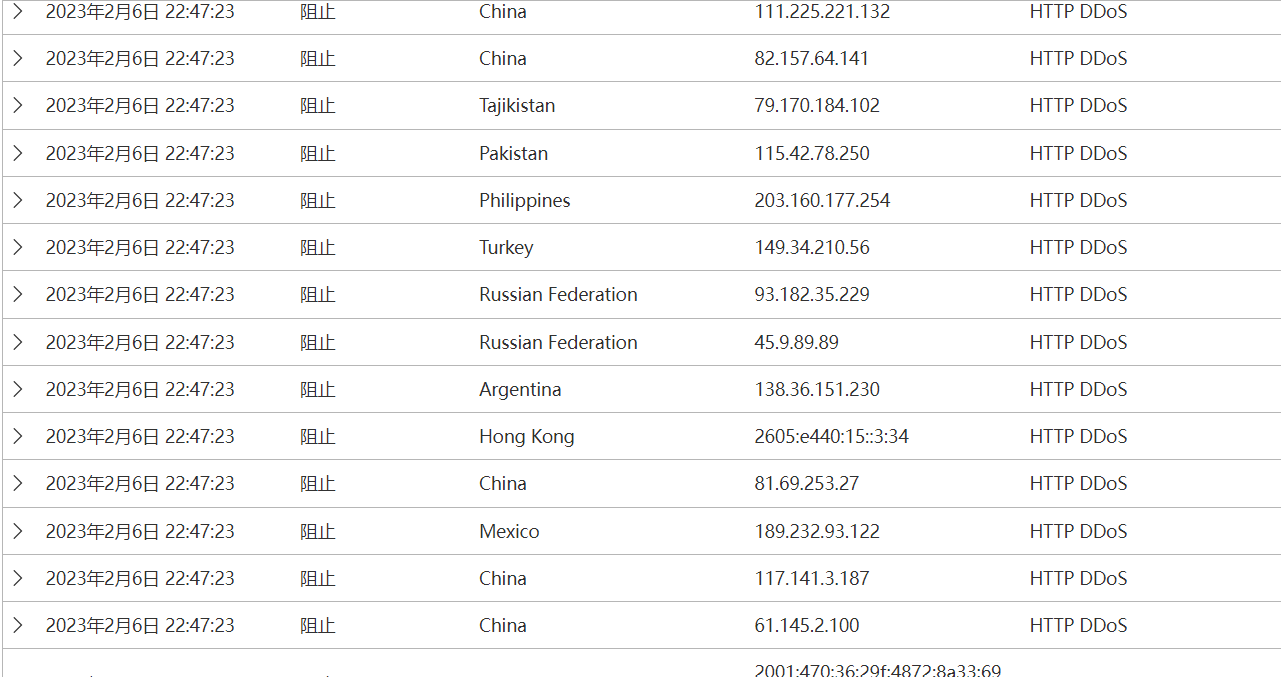 2023年2月6日 22:47:23 阻止 China 111.225.221.132 HTTP DDoS
2023年2月6日 22:47:23 阻止 China 82.157.64.141 HTTP DDoS
2023年2月6日 22:47:23 阻止 Tajikistan 79.170.184.102 HTTP DDoS
2023年2月6日 22:47:23 阻止 Pakistan 115.42.78.250 HTTP DDoS
2023年2月6日 22:47:23 阻止 Philippines 203.160.177.254 HTTP DDoS
2023年2月6日 22:47:23 阻止 Turkey 149.34.210.56 HTTP DDoS
2023年2月6日 22:47:23 阻止 Russian Federation 93.182.35.229 HTTP DDoS
2023年2月6日 22:47:23 阻止 Russian Federation 45.9.89.89 HTTP DDoS
2023年2月6日 22:47:23 阻止 Argentina 138.36.151.230 HTTP DDoS
2023年2月6日 22:47:23 阻止 Hong Kong 2605:e440:15::3:34 HTTP DDoS
2023年2月6日 22:47:23 阻止 China 81.69.253.27 HTTP DDoS
2023年2月6日 22:47:23 阻止 Mexico 189.232.93.122 HTTP DDoS
2023年2月6日 22:47:23 阻止 China 117.141.3.187 HTTP DDoS
2023年2月6日 22:47:23 阻止 China 61.145.2.100 HTTP DDoS
2001:470:36:29f:4872:8a33:69